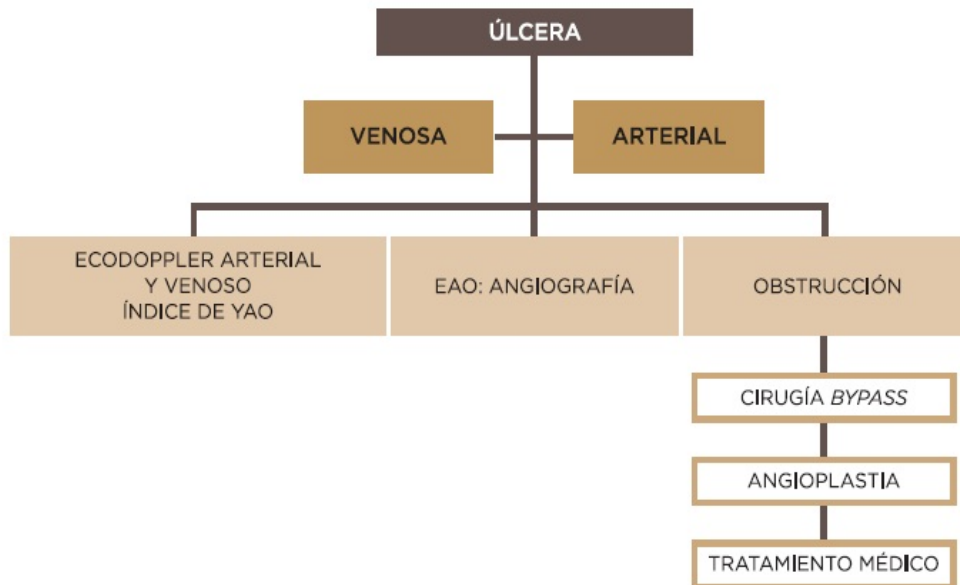 ÚLCERA
VENOSA
ARTERIAL
ECODOPPLER ARTERIAL
Y VENOSO
ÍNDICE DE YAO
EAO: ANGIOGRAFÍA
OBSTRUCCIÓN
CIRUGÍA BYPASS
ANGIOPLASTIA
TRATAMIENTO MÉDICO